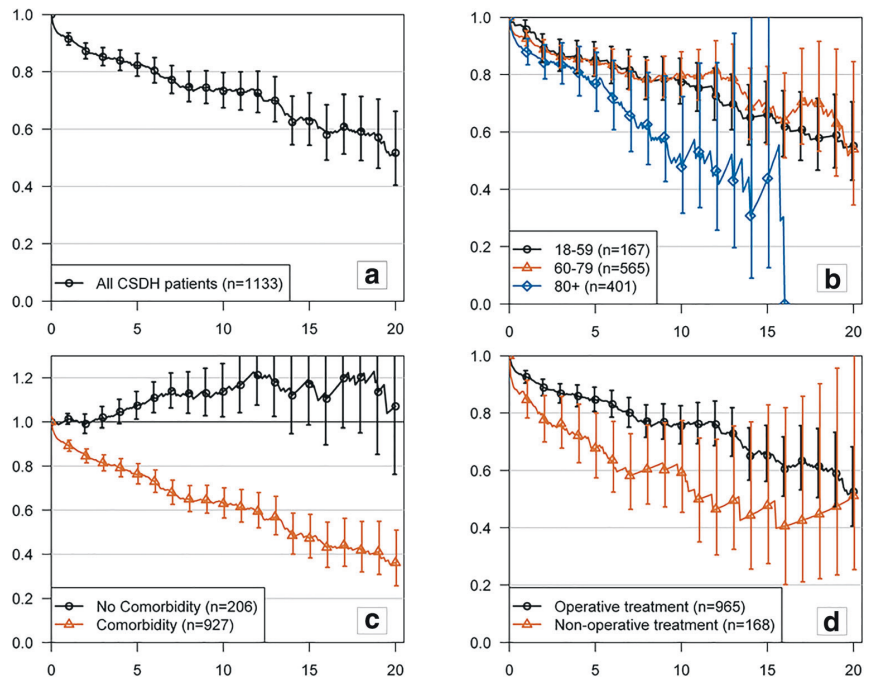 1.0
0.8
0.6
0.4
0.2
0.0
All CSDH patients (n=1133)
a
0 5 10 15 20
1.0
0.8
0.6
0.4
0.2
0.0
18-59 (n=167)
60-79 (n=565)
80+ (n=401)
b
0 5 10 15 20
1.2
1.0
0.8
0.6
0.4
0.2
0.0
No Comorbidity (n=206)
Comorbidity (n=927)
c
0 5 10 15 20
1.0
0.8
0.6
0.4
0.2
0.0
Operative treatment (n=965)
Non-operative treatment (n=168)
d
0 5 10 15 20